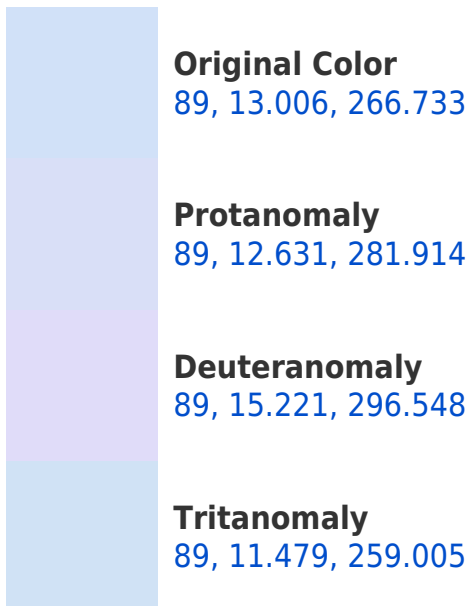 Original Color
89, 13.006, 266.733
Protanomaly
89, 12.631, 281.914
Deuteranomaly
89, 15.221, 296.548
Tritanomaly
89, 11.479, 259.005